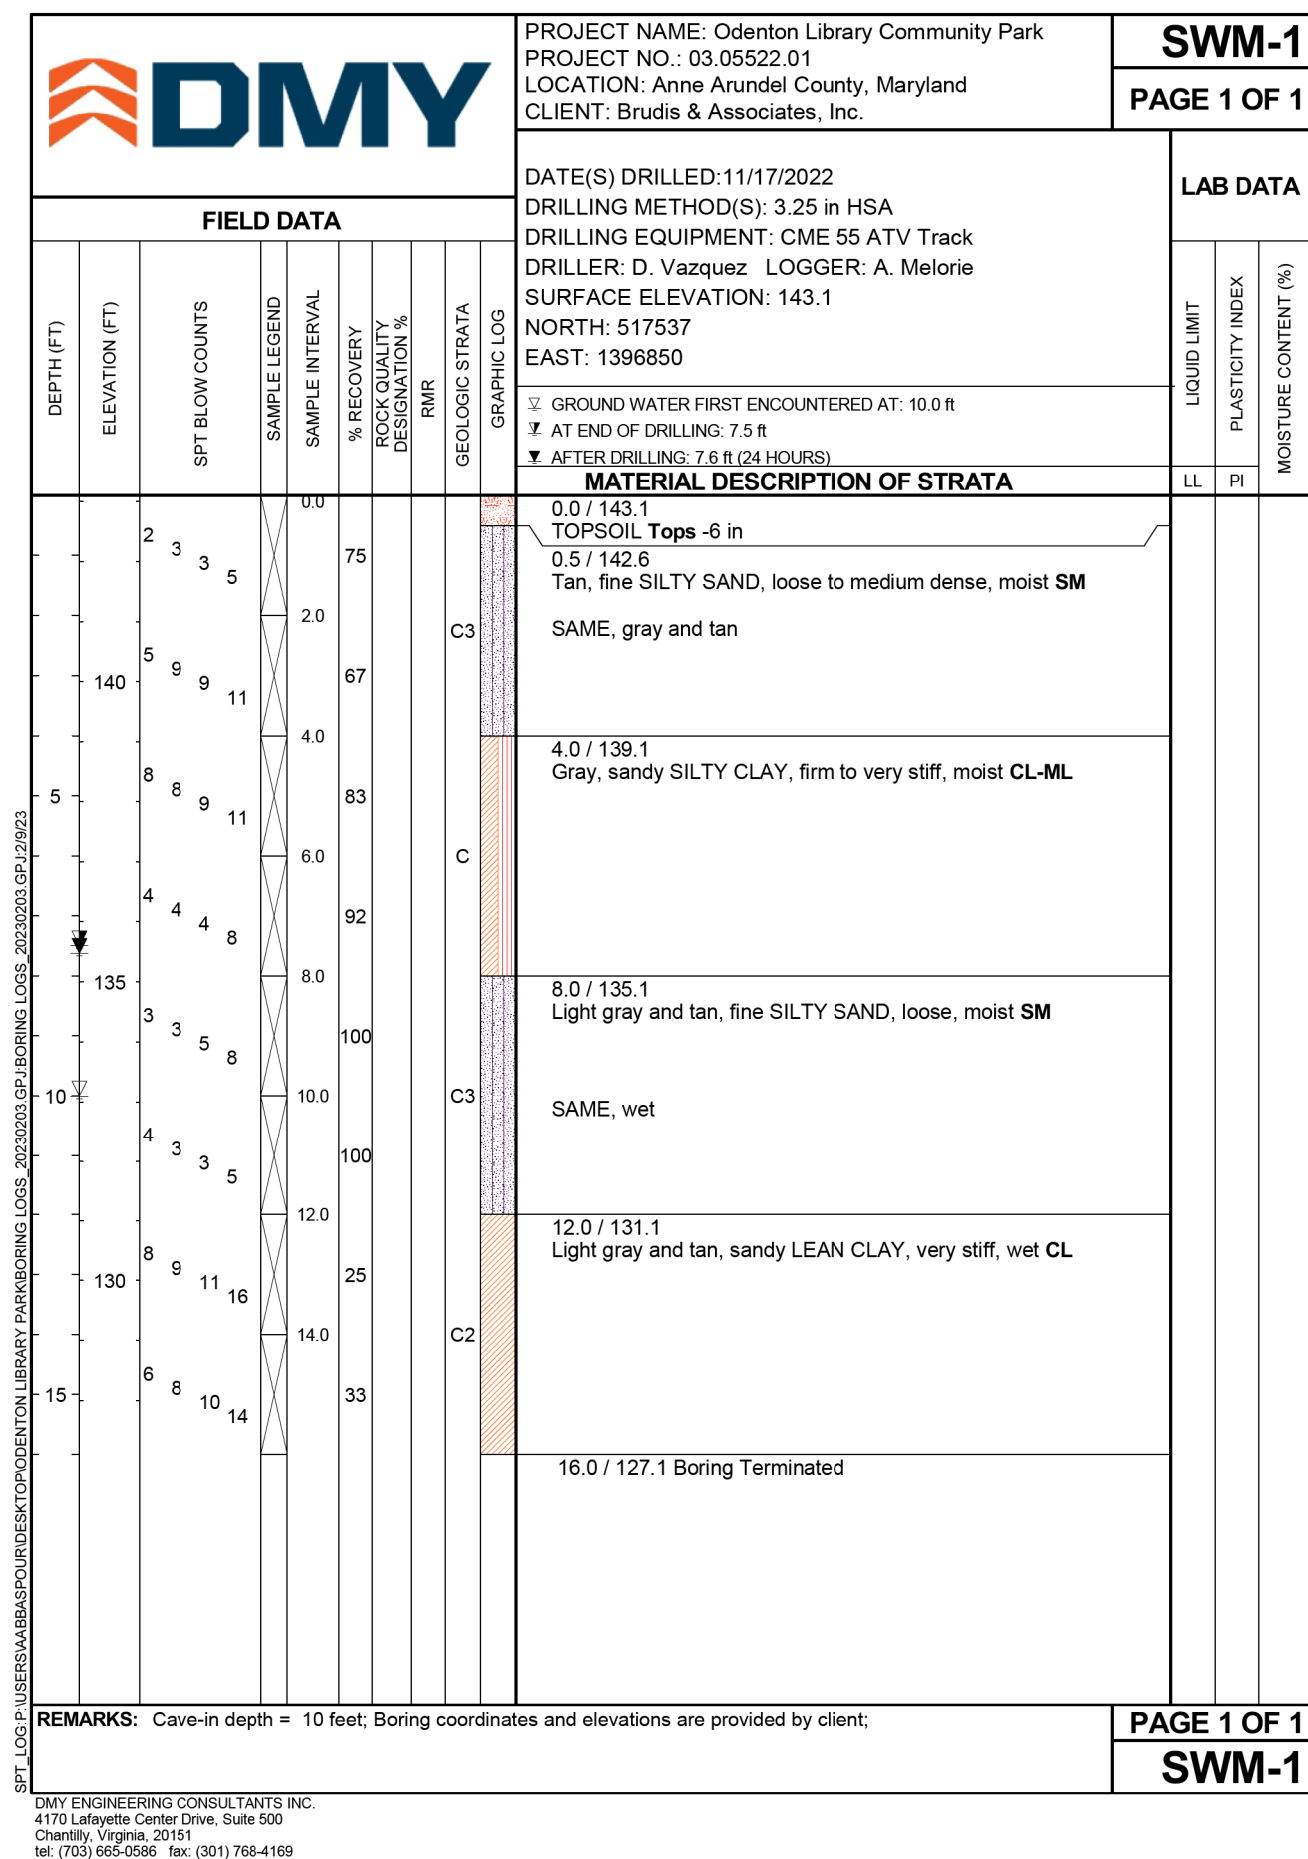 DMY
PROJECT NAME: Odenton Library Community Park
PROJECT NO.: 03.05522.01
LOCATION: Anne Arundel County, Maryland
CLIENT: Brudis & Associates, Inc.
SWM-1
PAGE 1 OF 1
DATE(S) DRILLED:11/17/2022
DRILLING METHOD(S): 3.25 in HSA
DRILLING EQUIPMENT: CME 55 ATV Track
DRILLER: D. Vazquez LOGGER: A. Melorie
SURFACE ELEVATION: 143.1
NORTH: 517537
EAST: 1396850
LAB DATA
FIELD DATA
DEPTH (FT)
ELEVATION (FT)
SPT BLOW COUNTS
SAMPLE LEGEND
SAMPLE INTERVAL
% RECOVERY
ROCK QUALITY
DESIGNATION %
RMR
GEOLOGIC STRATA
GRAPHIC LOG
GROUND WATER FIRST ENCOUNTERED AT: 10.0 ft
AT END OF DRILLING: 7.5 ft
AFTER DRILLING: 7.6 ft (24 HOURS)
LIQUID LIMIT
PLASTICITY INDEX
MOISTURE CONTENT (%)
MATERIAL DESCRIPTION OF STRATA
LL PI
0.0
0.0 / 143.1
TOPSOIL Tops -6 in
2 3 3 5
75
0.5 / 142.6
Tan, fine SILTY SAND, loose to medium dense, moist SM
2.0
C3
SAME, gray and tan
5 9 9 11
140
67
4.0
4.0 / 139.1
Gray, sandy SILTY CLAY, firm to very stiff, moist CL-ML
8 8 9 11
5
83
6.0
C
4 4 4 8
92
8.0
135
8.0 / 135.1
Light gray and tan, fine SILTY SAND, loose, moist SM
3 3 5 8
100
10
10.0
C3
SAME, wet
4 3 3 5
100
12.0
12.0 / 131.1
Light gray and tan, sandy LEAN CLAY, very stiff, wet CL
8 9 11 16
130
25
14.0
C2
6 8 10 14
15
33
16.0 / 127.1 Boring Terminated
SPT_LOG:P:\USERS\AABBASPOUR\DESKTOP\ODENTON LIBRARY PARK\BORING LOGS_20230203.GPJ:BORING LOGS_20230203.GPJ:2/9/23
REMARKS: Cave-in depth = 10 feet; Boring coordinates and elevations are provided by client;
PAGE 1 OF 1
SWM-1
DMY ENGINEERING CONSULTANTS INC.
4170 Lafayette Center Drive, Suite 500
Chantilly, Virginia, 20151
tel: (703) 665-0586 fax: (301) 768-4169